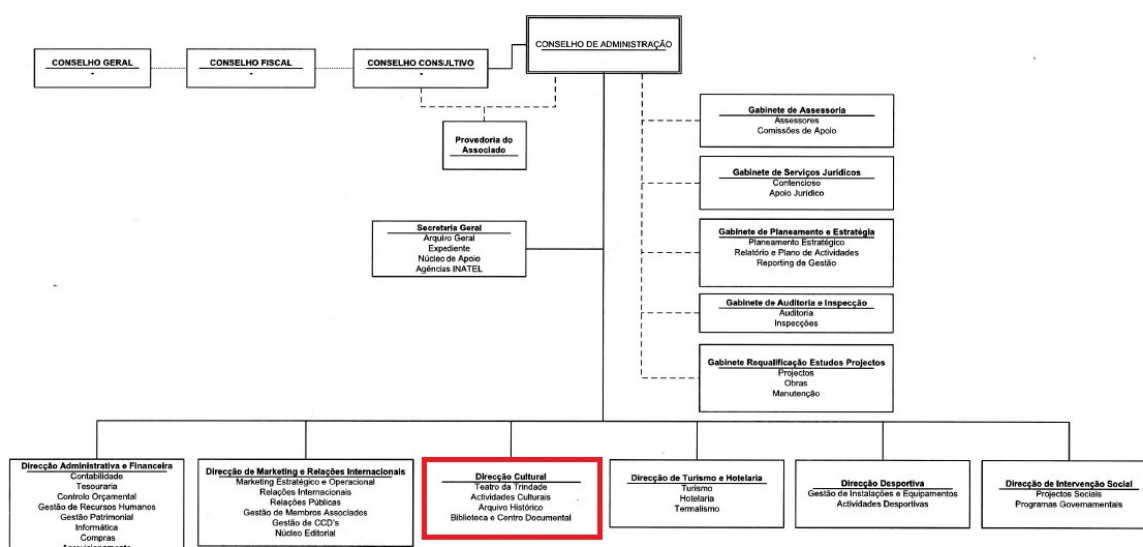 CONSELHO DE ADMINISTRAÇÃO
CONSELHO GERAL
-
CONSELHO FISCAL
-
CONSELHO CONSULTIVO
-
Provedoria do
Associado
Gabinete de Assessoria
Assessores
Comissões de Apoio
Gabinete de Serviços Jurídicos
Contencioso
Apoio Jurídico
Secretaria Geral
Arquivo Geral
Expediente
Núcleo de Apoio
Agências INATEL
Gabinete de Planeamento e Estratégia
Planeamento Estratégico
Relatório e Plano de Actividades
Reporting de Gestão
Gabinete de Auditoria e Inspecção
Auditoria
Inspecções
Gabinete Requalificação Estudos Projectos
Projectos
Obras
Manutenção
Direcção Administrativa e Financeira
Contabilidade
Tesouraria
Controlo Orçamental
Gestão de Recursos Humanos
Gestão Patrimonial
Informática
Compras
Aprovisionamento
Direcção de Marketing e Relações Internacionais
Marketing Estratégico e Operacional
Relações Internacionais
Relações Públicas
Gestão de Membros Associados
Gestão de CCD's
Núcleo Editorial
Direcção Cultural
Teatro da Trindade
Actividades Culturais
Arquivo Histórico
Biblioteca e Centro Documental
Direcção de Turismo e Hotelaria
Turismo
Hotelaria
Termalismo
Direcção Desportiva
Gestão de Instalações e Equipamentos
Actividades Desportivas
Direcção de Intervenção Social
Projectos Sociais
Programas Governamentais